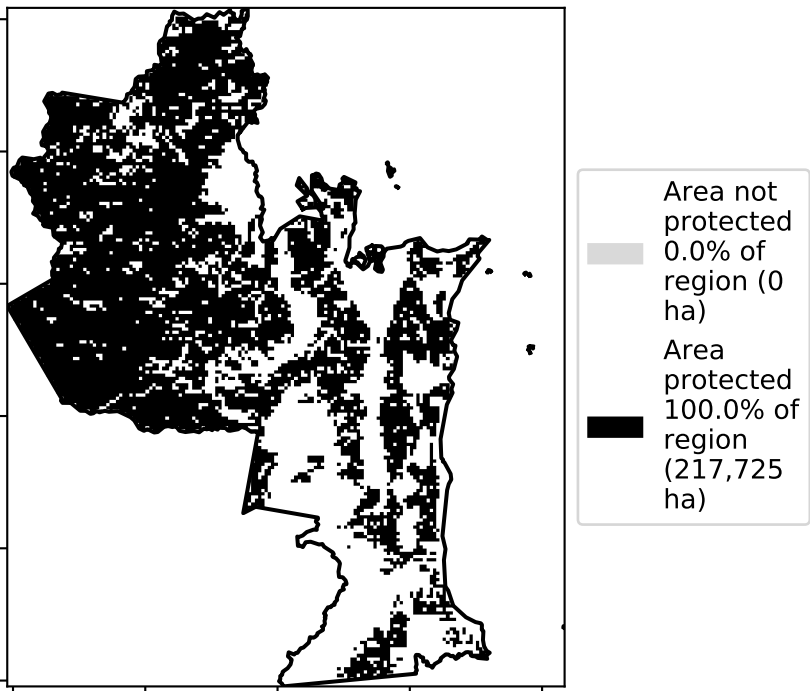 Area not
protected
0.0% of
region (0
ha)
Area
protected
100.0% of
region
(217,725
ha)